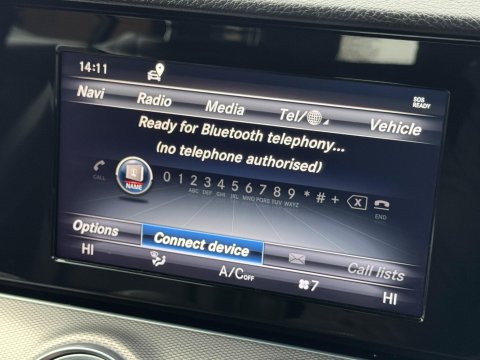 14:11
SOS
READY
Navi Radio Media Tel/ Vehicle
Ready for Bluetooth telephony...
(no telephone authorised)
CALL NAME 0 1 2 3 4 5 6 7 8 9 * # + END
ABC DEF GHI JKL MNO PQRS TUV WXYZ
Options Connect device Call lists
HI A/C OFF 7 HI